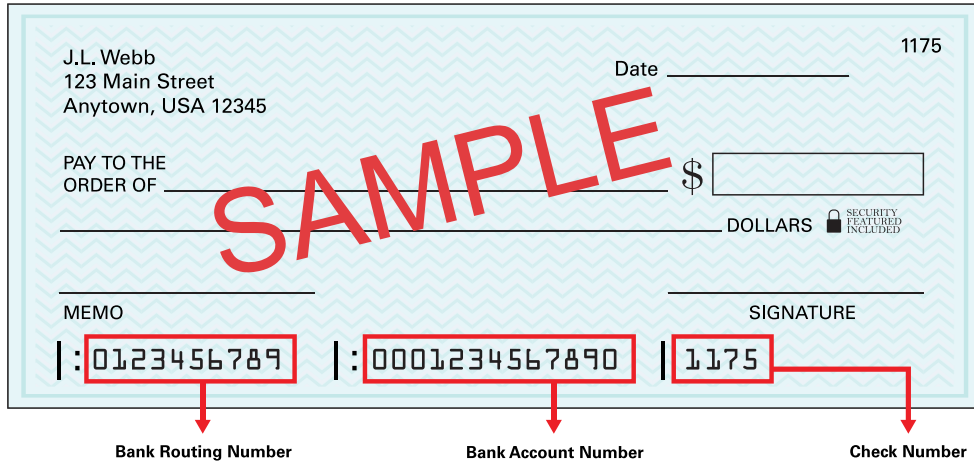 1175
J.L. Webb
123 Main Street
Anytown, USA 12345
Date
SAMPLE
PAY TO THE
ORDER OF
$
DOLLARS
SECURITY
FEATURED
INCLUDED
MEMO
SIGNATURE
|: 0123456789 |: 0001234567890 | 1175
Bank Routing Number Bank Account Number Check Number